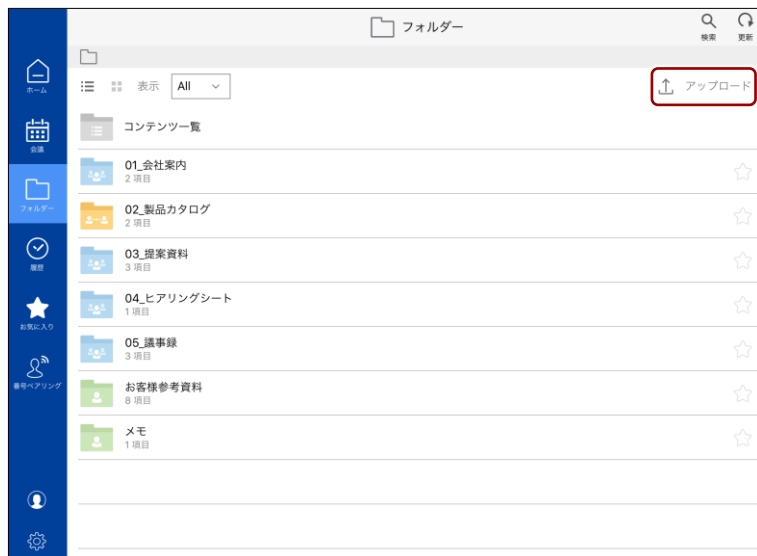 フォルダー
検索
更新
ホーム
会議
フォルダー
履歴
お気に入り
番号ペアリング
表示
All
アップロード
コンテンツ一覧
01_会社案内
2 項目
02_製品カタログ
2 項目
03_提案資料
3 項目
04_ヒアリングシート
1 項目
05_議事録
3 項目
お客様参考資料
8 項目
メモ
1 項目